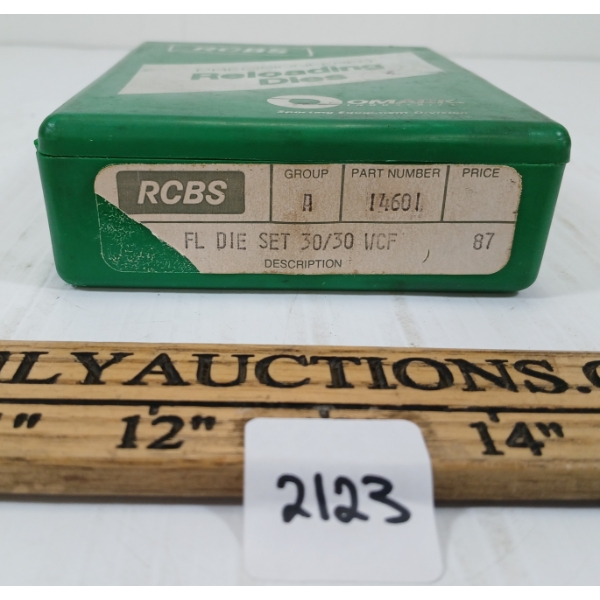 RCBS
Reloading
Dies
RCBS
GROUP PART NUMBER PRICE
A 14601
FL DIE SET 30/30 WCF 87
DESCRIPTION
LYAUCTIONS.
12" 14"
2123